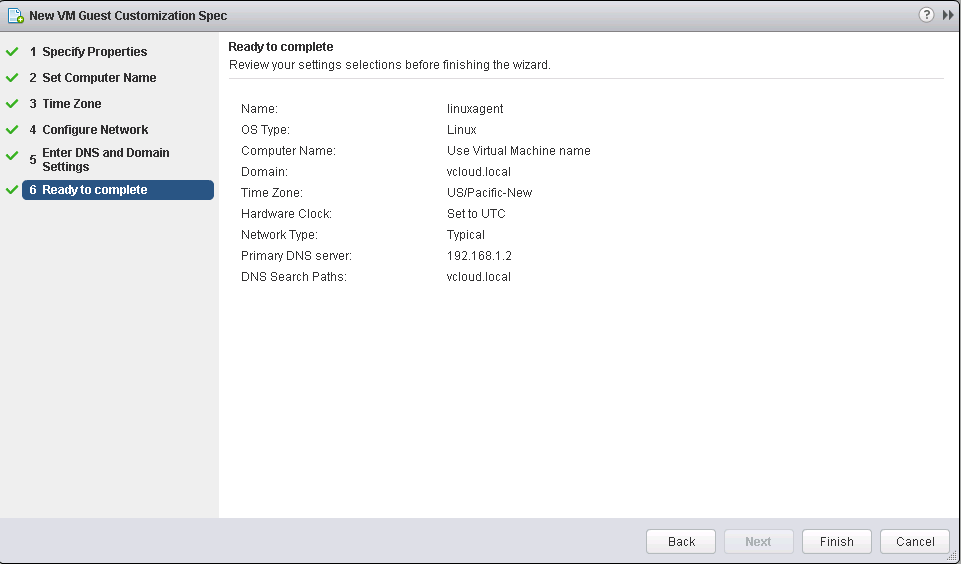 New VM Guest Customization Spec
?
1 Specify Properties
2 Set Computer Name
3 Time Zone
4 Configure Network
5 Enter DNS and Domain
Settings
6 Ready to complete
Ready to complete
Review your settings selections before finishing the wizard.
Name: linuxagent
OS Type: Linux
Computer Name: Use Virtual Machine name
Domain: vcloud.local
Time Zone: US/Pacific-New
Hardware Clock: Set to UTC
Network Type: Typical
Primary DNS server: 192.168.1.2
DNS Search Paths: vcloud.local
Back Next Finish Cancel